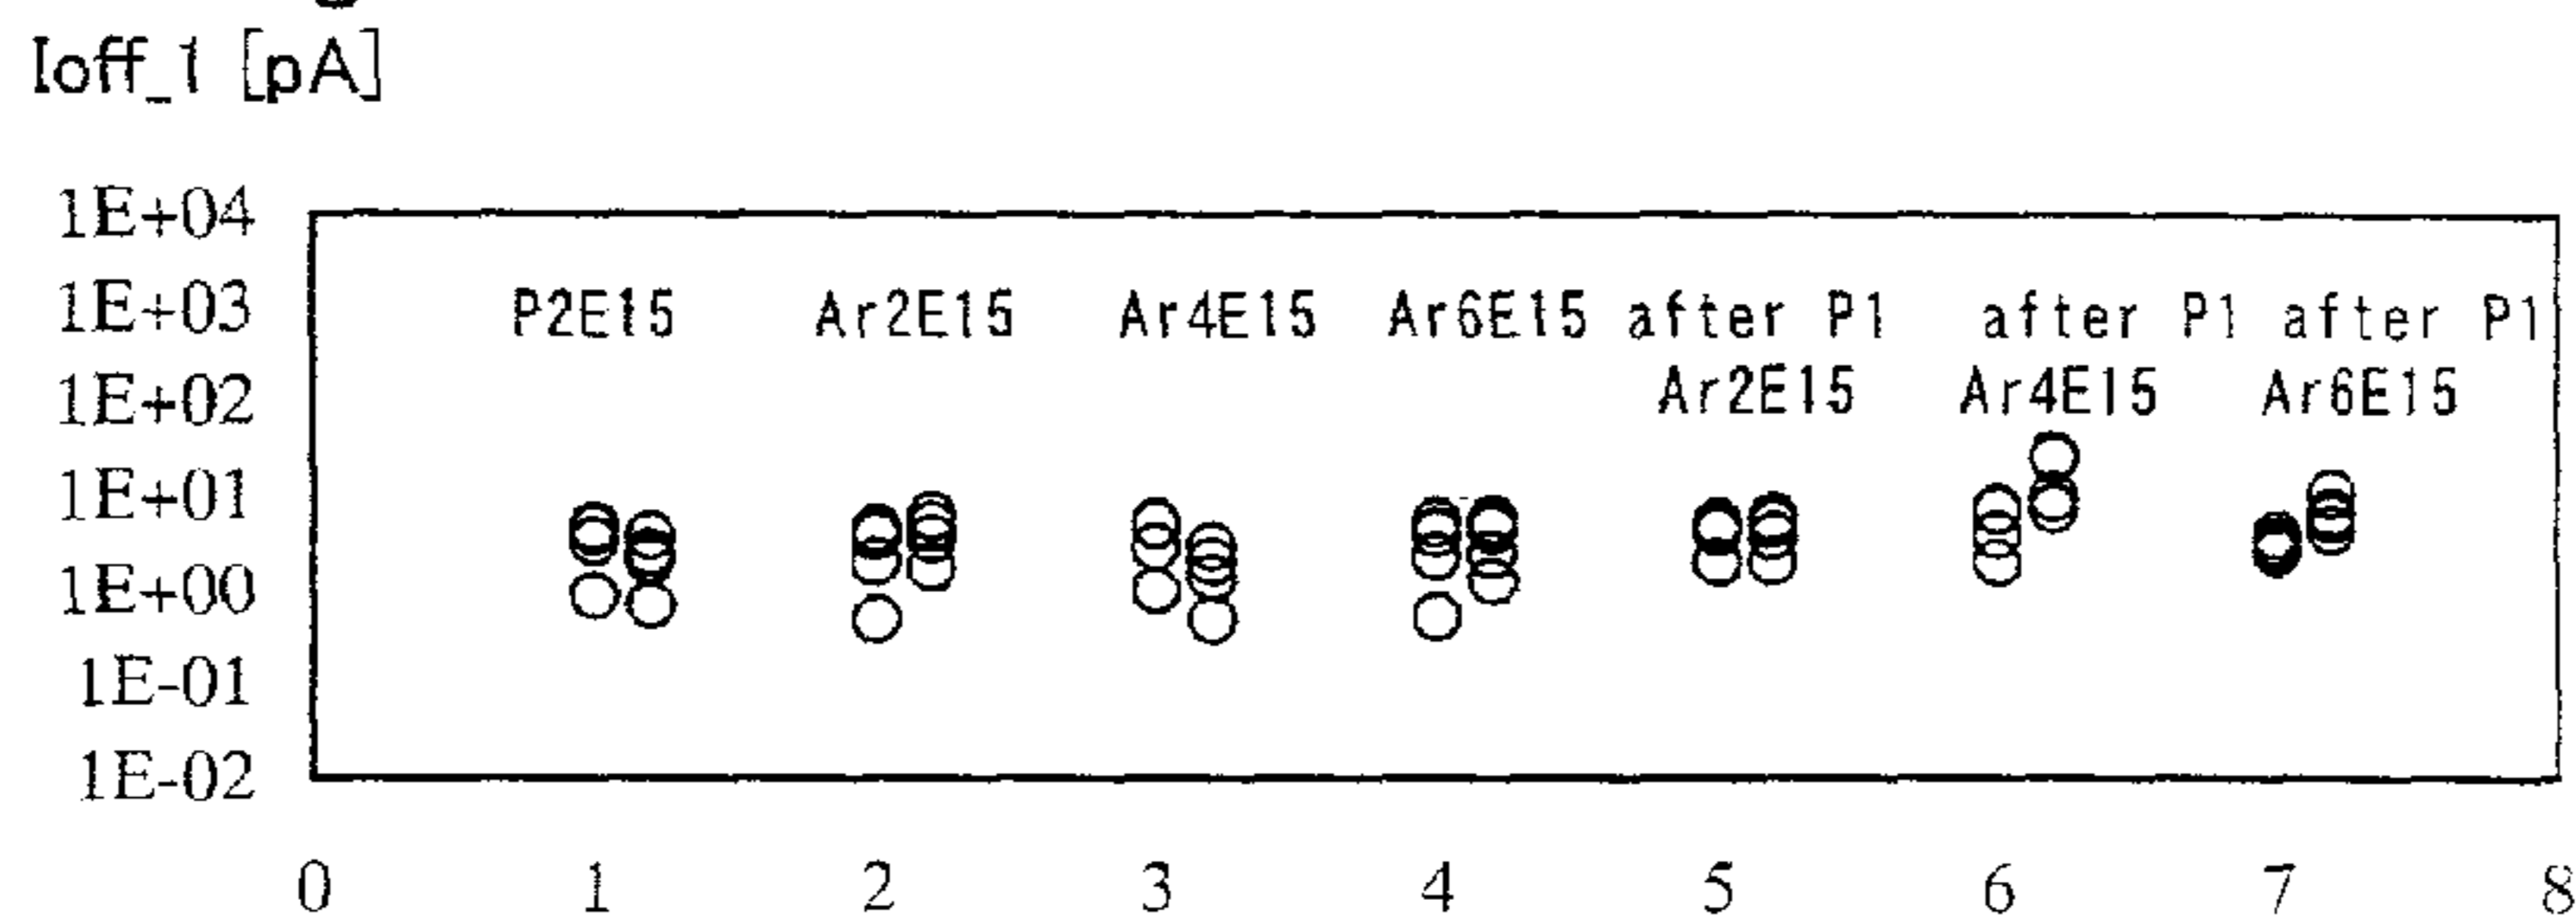 Ioff_1 [pA]
1E+04
1E+03
P2E15 Ar2E15 Ar4E15 Ar6E15 after P1 after P1 after P1
1E+02
Ar2E15 Ar4E15 Ar6E15
1E+01
1E+00
1E-01
1E-02
0 1 2 3 4 5 6 7 8